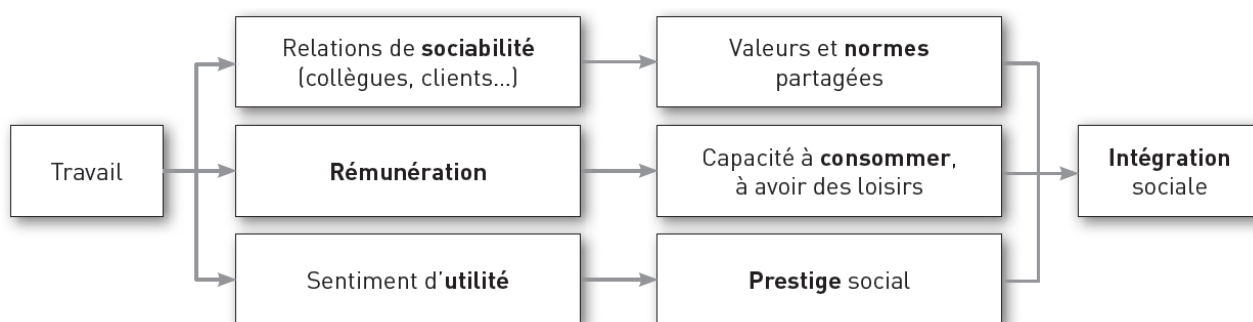 Travail
Relations de sociabilité
(collègues, clients...)
Valeurs et normes
partagées
Rémunération
Capacité à consommer,
à avoir des loisirs
Sentiment d'utilité
Prestige social
Intégration
sociale